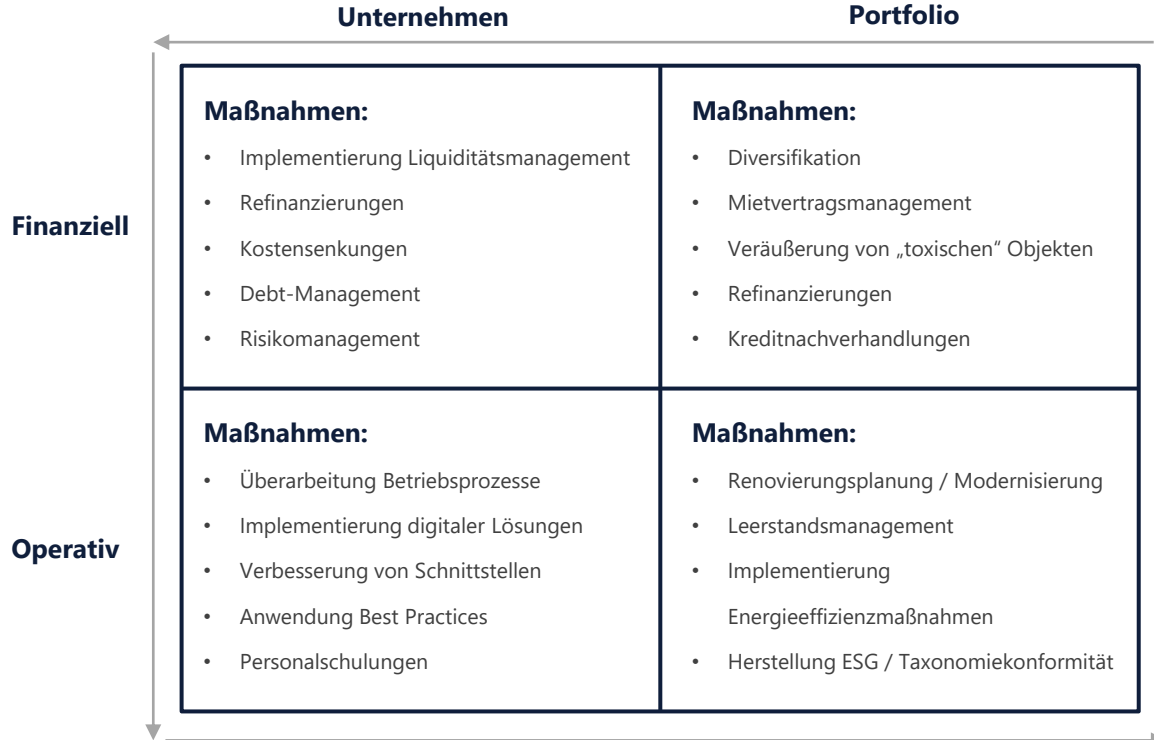 Unternehmen
Portfolio
Finanziell
Maßnahmen:
• Implementierung Liquiditätsmanagement
• Refinanzierungen
• Kostensenkungen
• Debt-Management
• Risikomanagement
Maßnahmen:
• Diversifikation
• Mietvertragsmanagement
• Veräußerung von „toxischen“ Objekten
• Refinanzierungen
• Kreditnachverhandlungen
Operativ
Maßnahmen:
• Überarbeitung Betriebsprozesse
• Implementierung digitaler Lösungen
• Verbesserung von Schnittstellen
• Anwendung Best Practices
• Personalschulungen
Maßnahmen:
• Renovierungsplanung / Modernisierung
• Leerstandsmanagement
• Implementierung
Energieeffizienzmaßnahmen
• Herstellung ESG / Taxonomiekonformität